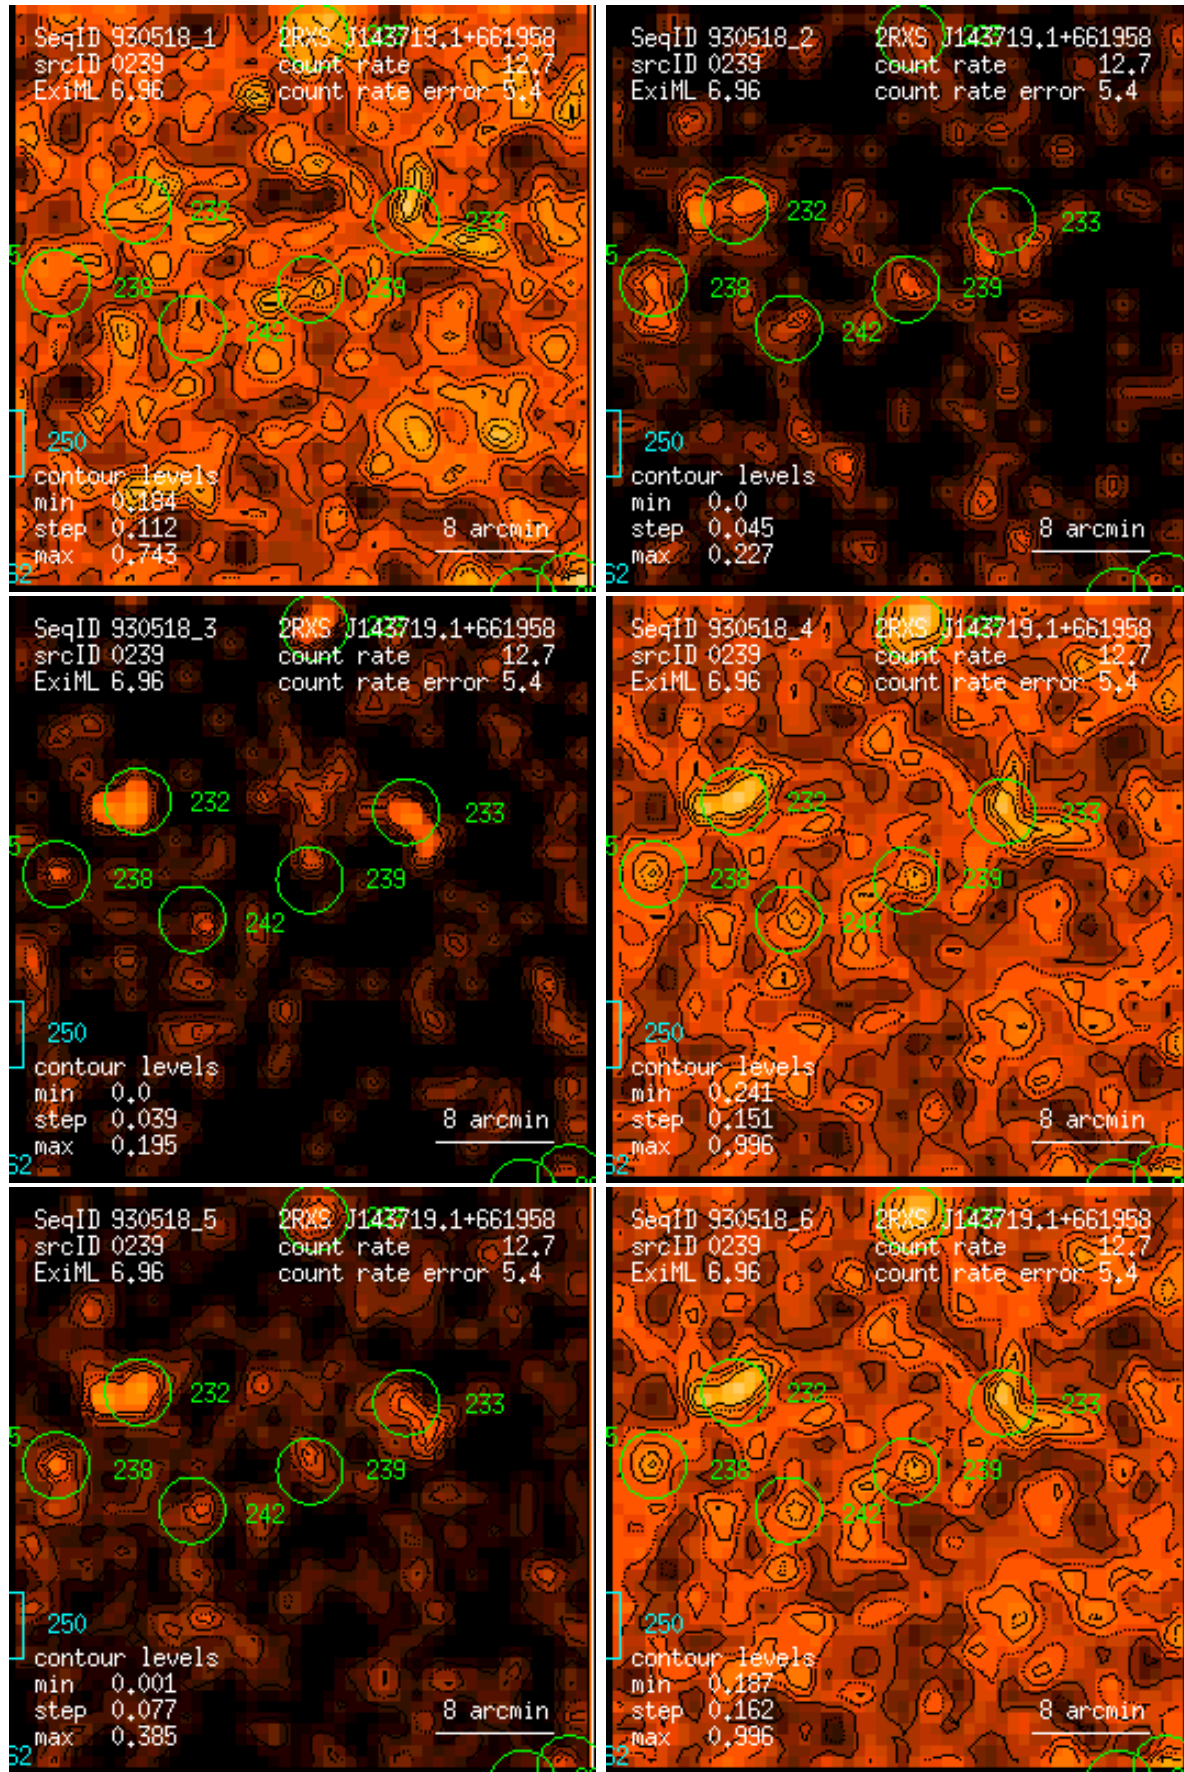 SeqID 930518_1 2RXS J143719.1+661958
srcID 0239 count rate 12.7
ExiML 6.96 count rate error 5.4
232
233
5
238
239
242
250
contour levels
min 0.184
step 0.112
max 0.743
8 arcmin
62
SeqID 930518_2 2RXS J143719.1+661958
srcID 0239 count rate 12.7
ExiML 6.96 count rate error 5.4
232
233
5
238
239
242
250
contour levels
min 0.0
step 0.045
max 0.227
8 arcmin
62
SeqID 930518_3 2RXS J143719.1+661958
srcID 0239 count rate 12.7
ExiML 6.96 count rate error 5.4
232
233
5
238
239
242
250
contour levels
min 0.0
step 0.039
max 0.195
8 arcmin
62
SeqID 930518_4 2RXS J143719.1+661958
srcID 0239 count rate 12.7
ExiML 6.96 count rate error 5.4
232
233
5
238
239
242
250
contour levels
min 0.241
step 0.151
max 0.996
8 arcmin
62
SeqID 930518_5 2RXS J143719.1+661958
srcID 0239 count rate 12.7
ExiML 6.96 count rate error 5.4
232
233
5
238
239
242
250
contour levels
min 0.001
step 0.077
max 0.385
8 arcmin
62
SeqID 930518_6 2RXS J143719.1+661958
srcID 0239 count rate 12.7
ExiML 6.96 count rate error 5.4
232
233
5
238
239
242
250
contour levels
min 0.187
step 0.162
max 0.996
8 arcmin
62